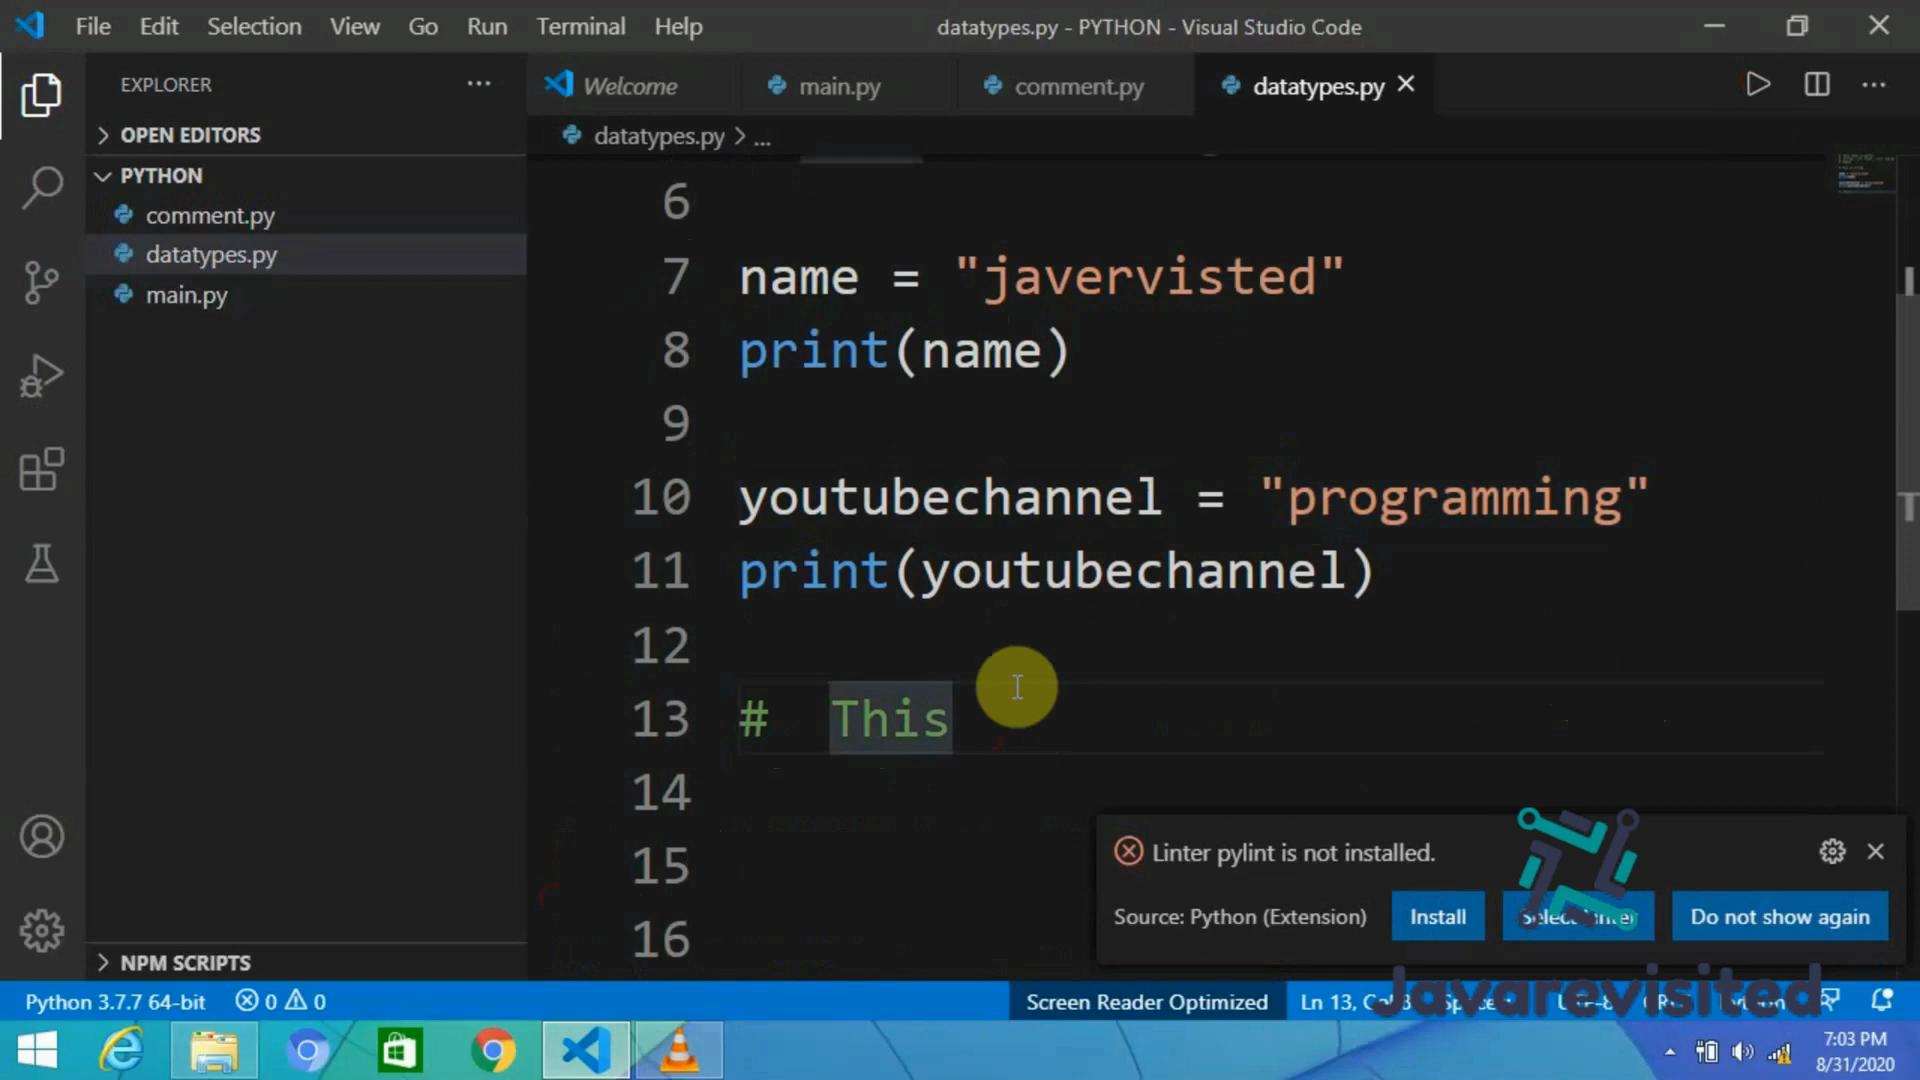 File Edit Selection View Go Run Terminal Help
datatypes.py - PYTHON - Visual Studio Code
EXPLORER
Welcome
main.py
comment.py
datatypes.py
OPEN EDITORS
datatypes.py > ...
PYTHON
comment.py
datatypes.py
main.py
6
7 name = "javervisted"
8 print(name)
9
10 youtubechannel = "programming"
11 print(youtubechannel)
12
13 # This
14
15
16
Linter pylint is not installed.
Source: Python (Extension)
Install
Do not show again
NPM SCRIPTS
Javarevisited
Python 3.7.7 64-bit
0 0
Screen Reader Optimized
Ln 13,
7:03 PM
8/31/2020